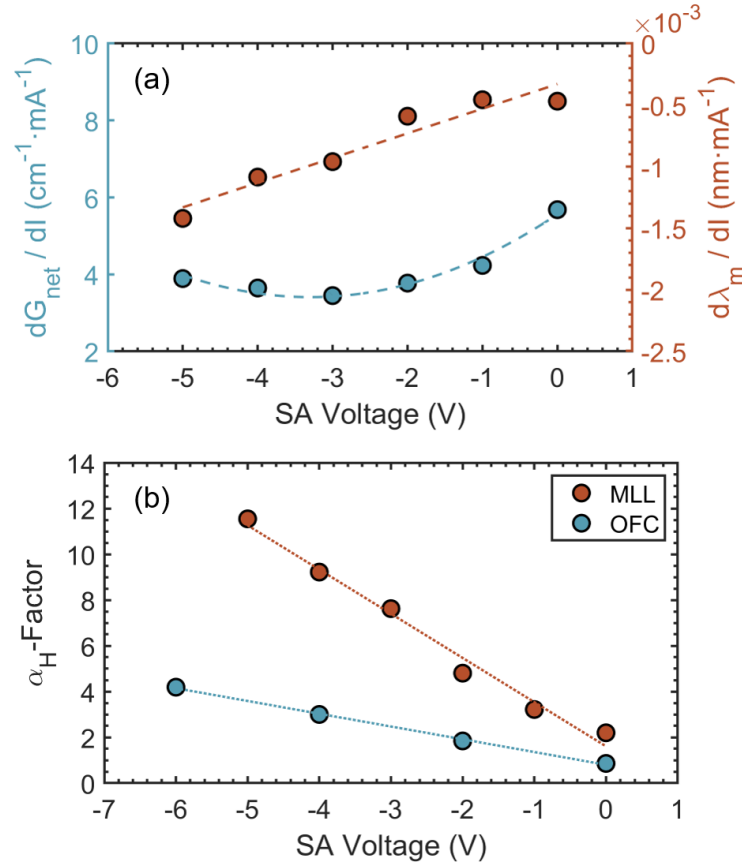 ×10⁻³
10
8
6
4
2
dG_net / dI (cm⁻¹·mA⁻¹)
(a)
0
-0.5
-1
-1.5
-2
-2.5
dλ_m / dI (nm·mA⁻¹)
-6 -5 -4 -3 -2 -1 0 1
SA Voltage (V)
14
12
10
8
6
4
2
0
α_H-Factor
(b)
MLL
OFC
-7 -6 -5 -4 -3 -2 -1 0 1
SA Voltage (V)